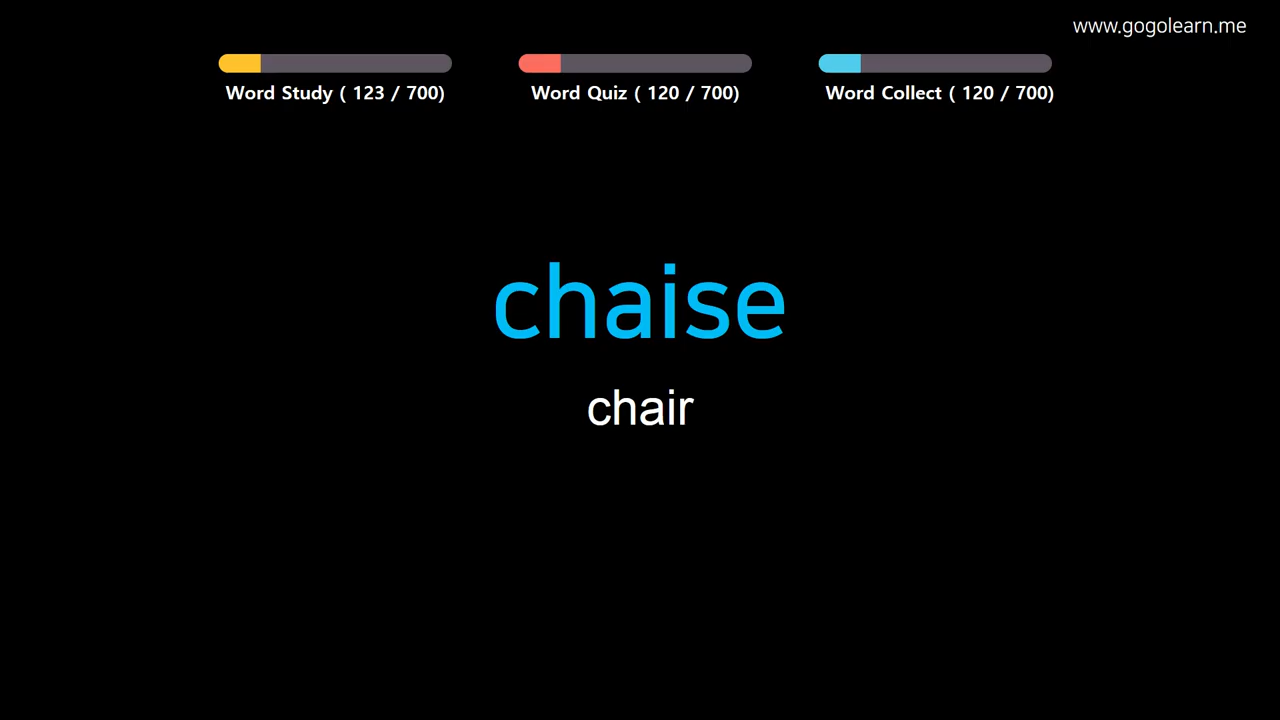 www.gogolearn.me
Word Study ( 123 / 700)
Word Quiz ( 120 / 700)
Word Collect ( 120 / 700)
chaise
chair